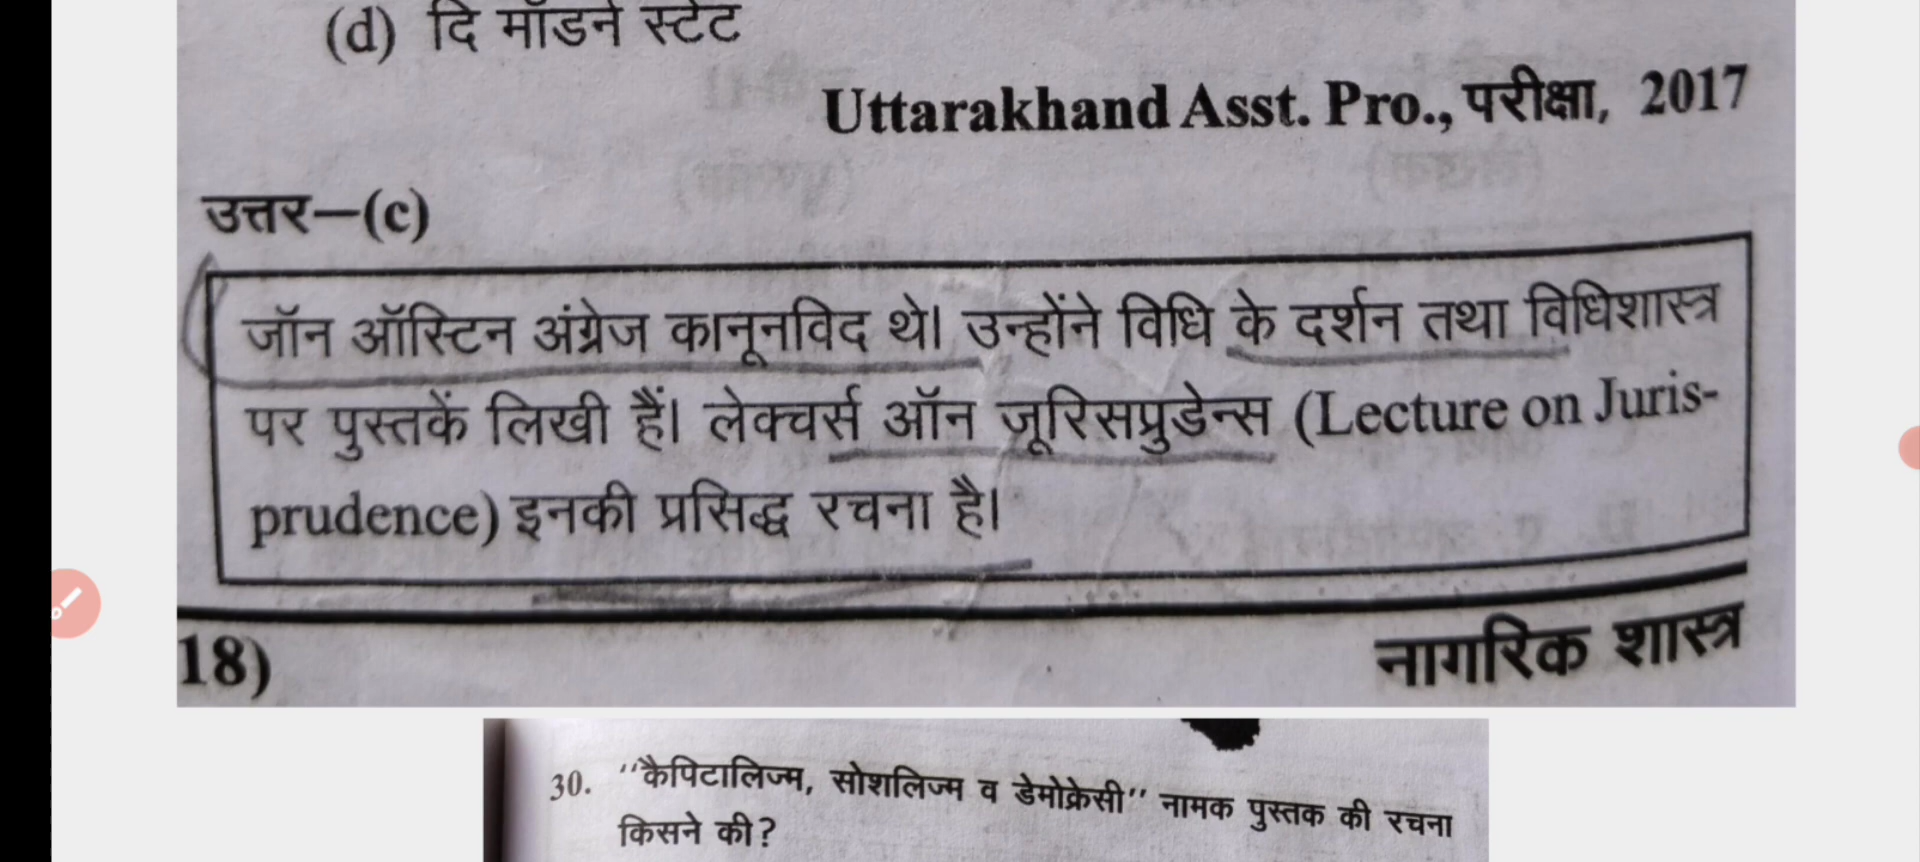 (d) दि मॉडर्न स्टेट
Uttarakhand Asst. Pro., परीक्षा, 2017
उत्तर–(c)
जॉन ऑस्टिन अंग्रेज कानूनविद थे। उन्होंने विधि के दर्शन तथा विधिशास्त्र
पर पुस्तकें लिखी हैं। लेक्चर्स ऑन जूरिसप्रुडेन्स (Lecture on Juris-
prudence) इनकी प्रसिद्ध रचना है।
18)
नागरिक शास्त्र
30. ‘‘कैपिटालिज्म, सोशलिज्म व डेमोक्रेसी’’ नामक पुस्तक की रचना
किसने की?